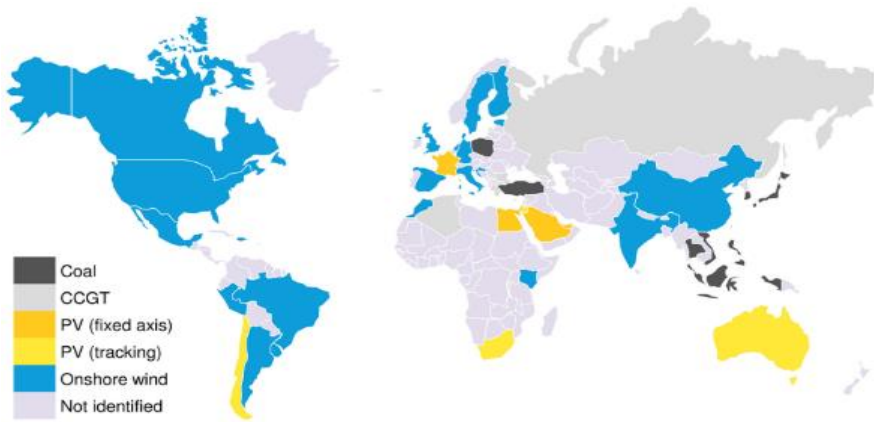 Coal
CCGT
PV (fixed axis)
PV (tracking)
Onshore wind
Not identified